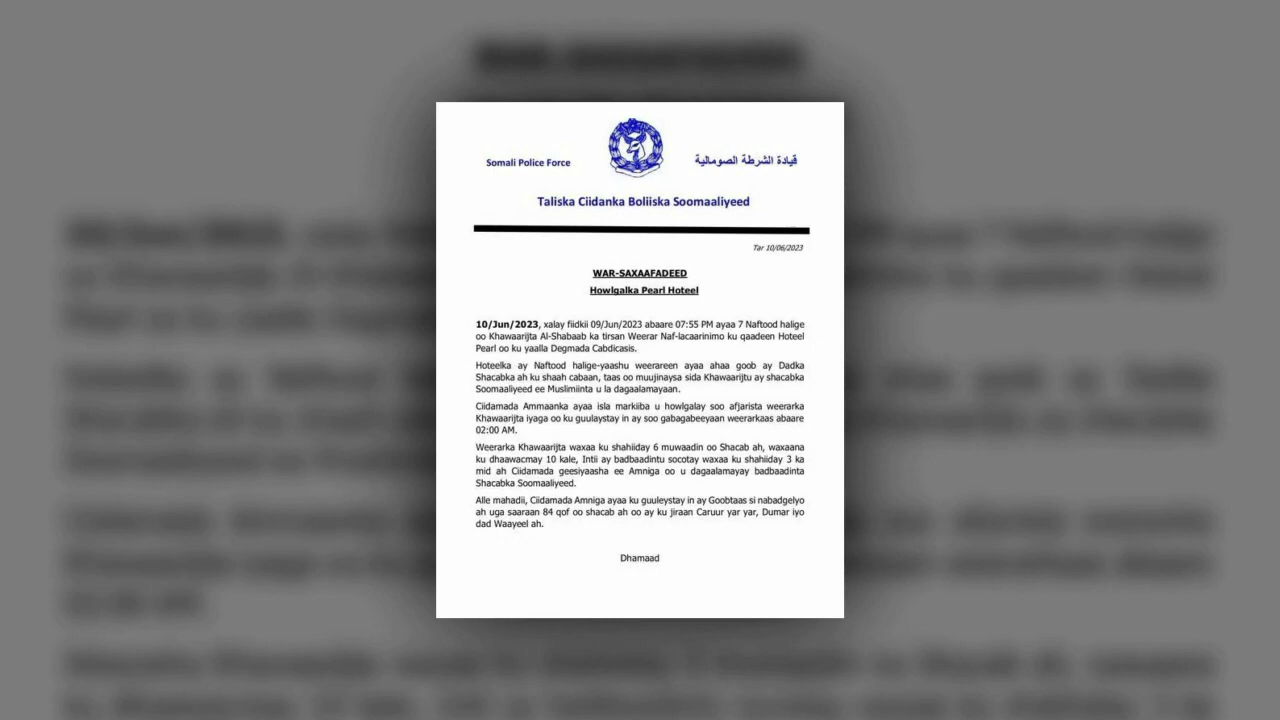 Somali Police Force
قيادة الشرطة الصومالية
Taliska Ciidanka Boliiska Soomaaliyeed
Tar 10/06/2023
WAR-SAXAAFADEED
Howlgalka Pearl Hoteel
10/Jun/2023, xalay fiidkii 09/Jun/2023 abaare 07:55 PM ayaa 7 Naftood halige
oo Khawaarijta Al-Shabaab ka tirsan Weerar Naf-lacaarinimo ku qaadeen Hoteel
Pearl oo ku yaalla Degmada Cabdicasis.
Hoteelka ay Naftood halige-yaashu weerareen ayaa ahaa goob ay Dadka
Shacabka ah ku shaah cabaan, taas oo muujinaysa sida Khawaarijtu ay shacabka
Soomaaliyeed ee Muslimiinta u la dagaalamayaan.
Ciidamada Ammaanka ayaa isla markiiba u howlgalay soo afjarista weerarka
Khawaarijta iyaga oo ku guulaystay in ay soo gabagabeeyaan weerarkaas abaare
02:00 AM.
Weerarka Khawaarijta waxaa ku shahiiday 6 muwaadin oo Shacab ah, waxaana
ku dhaawacmay 10 kale, Intii ay badbaadintu socotay waxaa ku shahiiday 3 ka
mid ah Ciidamada geesiyaasha ee Amniga oo u dagaalamayay badbaadinta
Shacabka Soomaaliyeed.
Alle mahadii, Ciidamada Amniga ayaa ku guuleystay in ay Goobtaas si nabadgelyo
ah uga saaraan 84 qof oo shacab ah oo ay ku jiraan Caruur yar yar, Dumar iyo
dad Waayeel ah.
Dhamaad